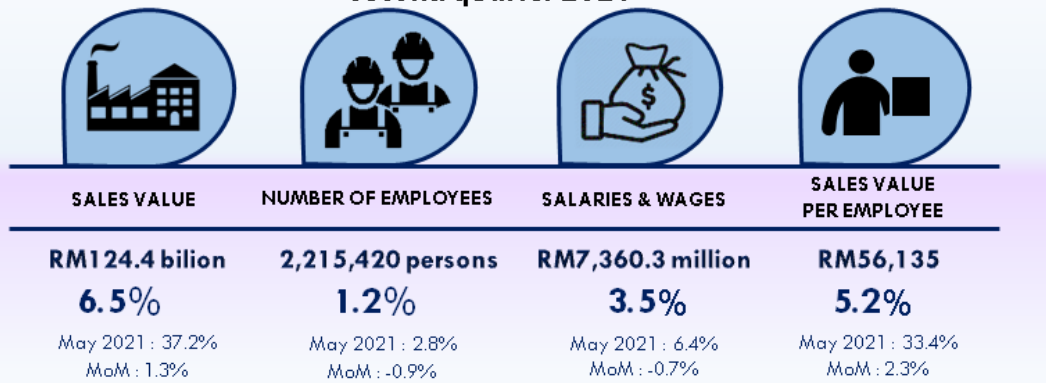 $
SALES VALUE
NUMBER OF EMPLOYEES
SALARIES & WAGES
SALES VALUE
PER EMPLOYEE
RM124.4 bilion
2,215,420 persons
RM7,360.3 million
RM56,135
6.5%
1.2%
3.5%
5.2%
May 2021 : 37.2%
May 2021 : 2.8%
May 2021 : 6.4%
May 2021 : 33.4%
MoM : 1.3%
MoM : -0.9%
MoM : -0.7%
MoM : 2.3%